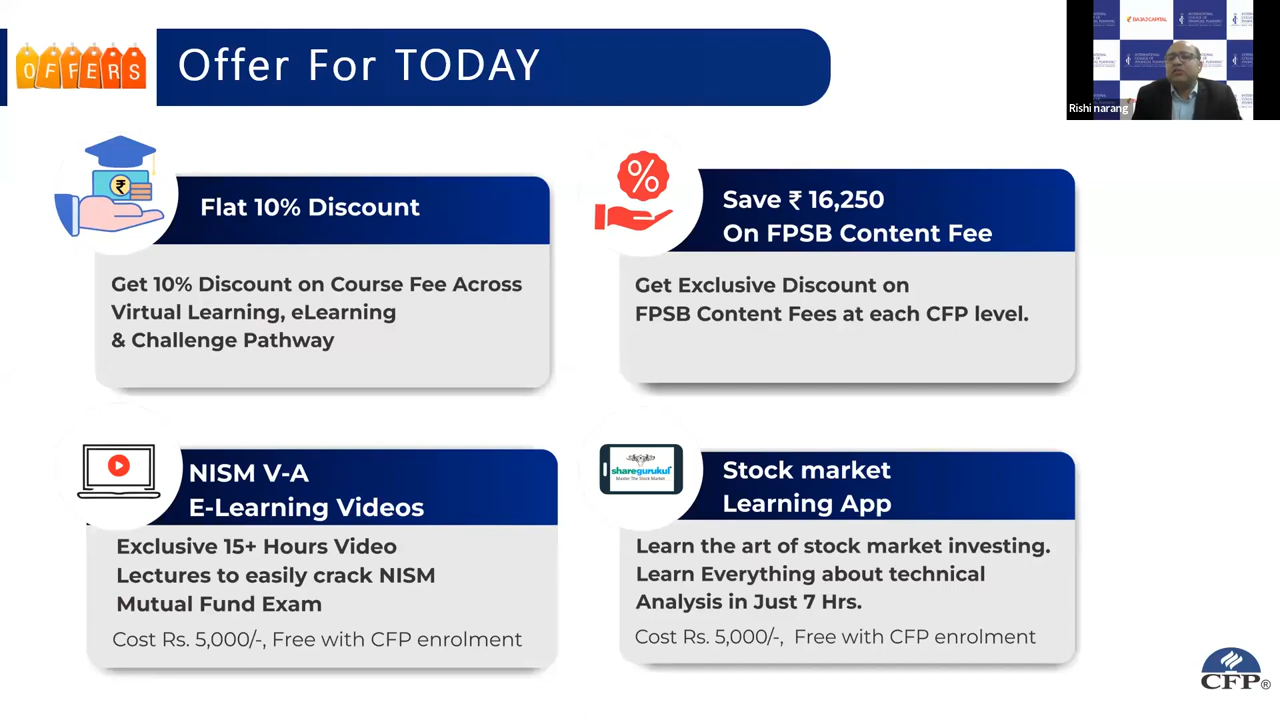 OFFERS
Offer For TODAY
BAJAJ CAPITAL
Rishi narang
Flat 10% Discount
Get 10% Discount on Course Fee Across
Virtual Learning, eLearning
& Challenge Pathway
%
Save ₹ 16,250
On FPSB Content Fee
Get Exclusive Discount on
FPSB Content Fees at each CFP level.
NISM V-A
E-Learning Videos
Exclusive 15+ Hours Video
Lectures to easily crack NISM
Mutual Fund Exam
Cost Rs. 5,000/-, Free with CFP enrolment
sharegurukul
Master The Stock Market
Stock market
Learning App
Learn the art of stock market investing.
Learn Everything about technical
Analysis in Just 7 Hrs.
Cost Rs. 5,000/-, Free with CFP enrolment
CFP®